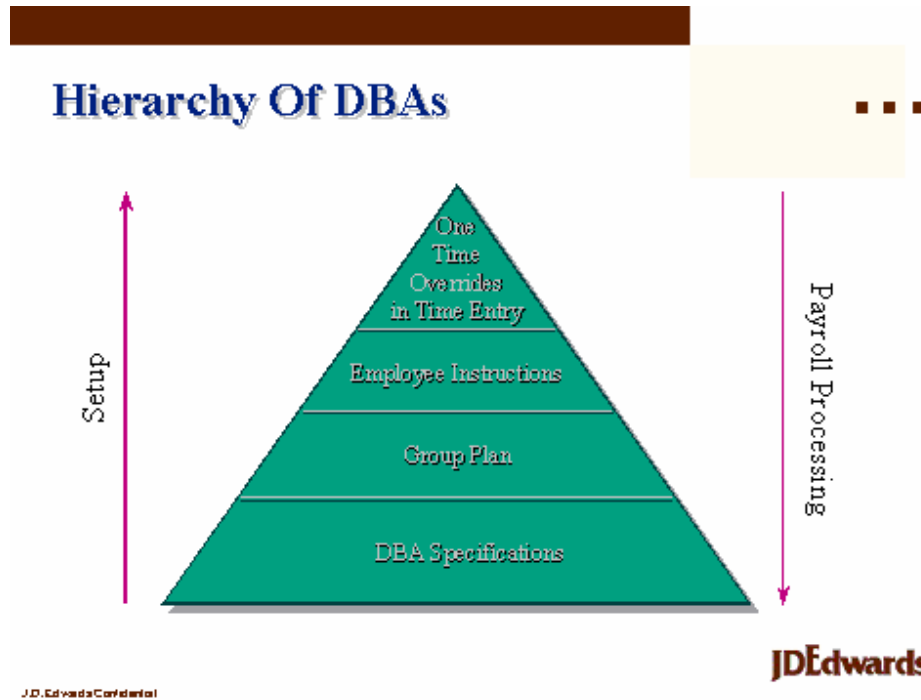 Hierarchy Of DBAs
One
Time
Overrides
in Time Entry
Employee Instructions
Group Plan
DBA Specifications
Setup
Payroll Processing
JDEdwards
J.D. Edwards Confidential